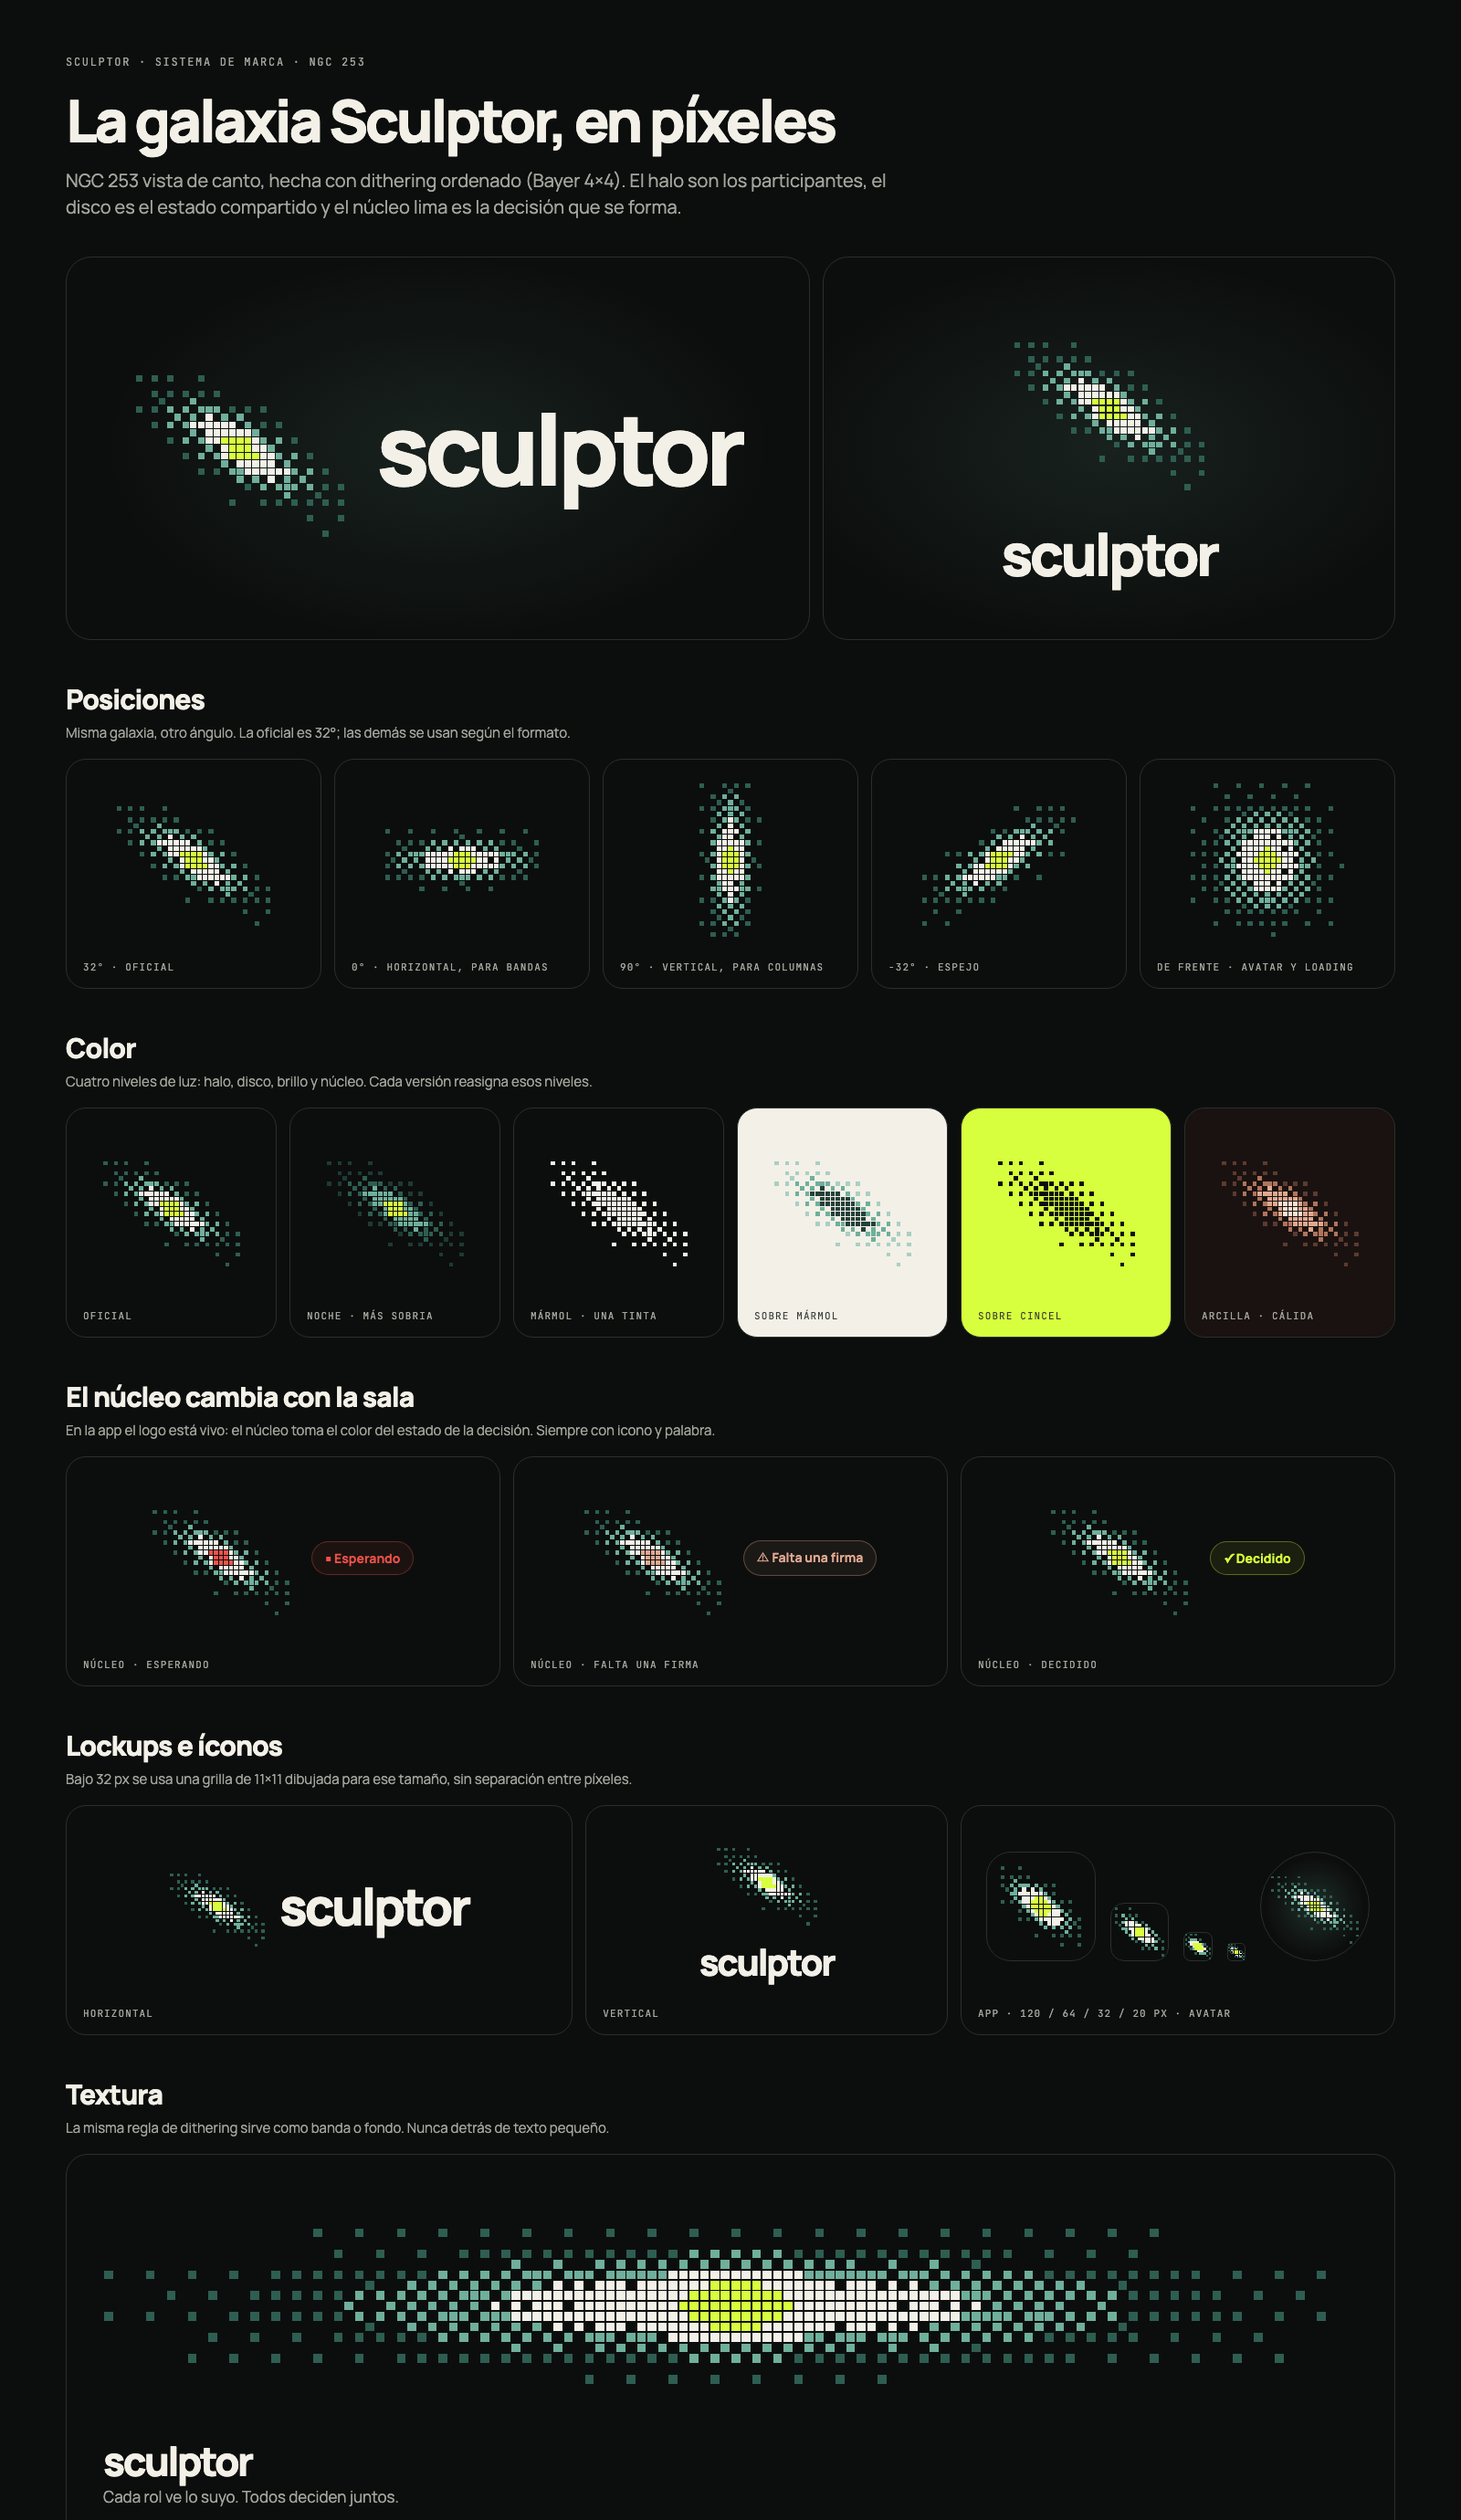 SCULPTOR · SISTEMA DE MARCA · NGC 253
La galaxia Sculptor, en píxeles
NGC 253 vista de canto, hecha con dithering ordenado (Bayer 4×4). El halo son los participantes, el
disco es el estado compartido y el núcleo lima es la decisión que se forma.
sculptor
sculptor
Posiciones
Misma galaxia, otro ángulo. La oficial es 32°; las demás se usan según el formato.
32° · OFICIAL
0° · HORIZONTAL, PARA BANDAS
90° · VERTICAL, PARA COLUMNAS
-32° · ESPEJO
DE FRENTE · AVATAR Y LOADING
Color
Cuatro niveles de luz: halo, disco, brillo y núcleo. Cada versión reasigna esos niveles.
OFICIAL
NOCHE · MÁS SOBRIA
MÁRMOL · UNA TINTA
SOBRE MÁRMOL
SOBRE CINCEL
ARCILLA · CÁLIDA
El núcleo cambia con la sala
En la app el logo está vivo: el núcleo toma el color del estado de la decisión. Siempre con icono y palabra.
▪ Esperando
⚠ Falta una firma
✓ Decidido
NÚCLEO · ESPERANDO
NÚCLEO · FALTA UNA FIRMA
NÚCLEO · DECIDIDO
Lockups e íconos
Bajo 32 px se usa una grilla de 11×11 dibujada para ese tamaño, sin separación entre píxeles.
sculptor
sculptor
HORIZONTAL
VERTICAL
APP · 120 / 64 / 32 / 20 PX · AVATAR
Textura
La misma regla de dithering sirve como banda o fondo. Nunca detrás de texto pequeño.
sculptor
Cada rol ve lo suyo. Todos deciden juntos.